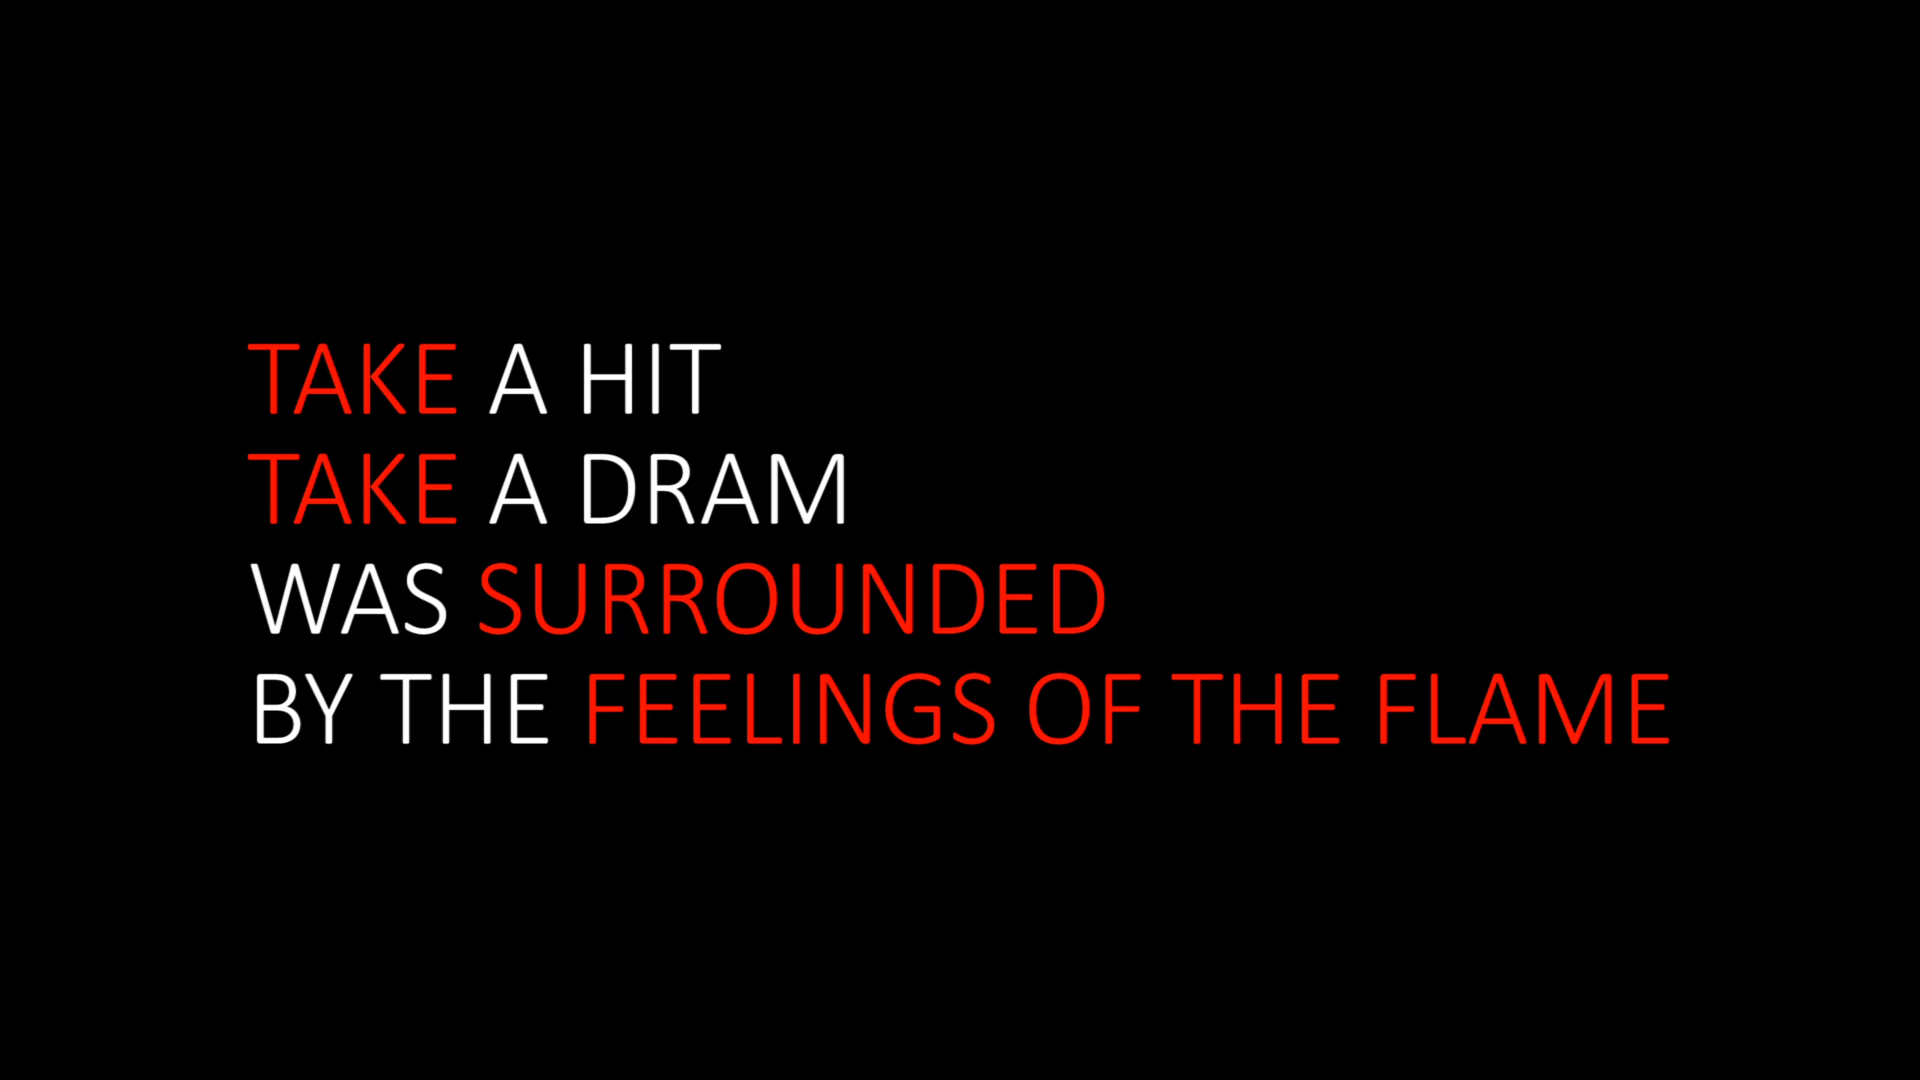 TAKE A HIT
TAKE A DRAM
WAS SURROUNDED
BY THE FEELINGS OF THE FLAME